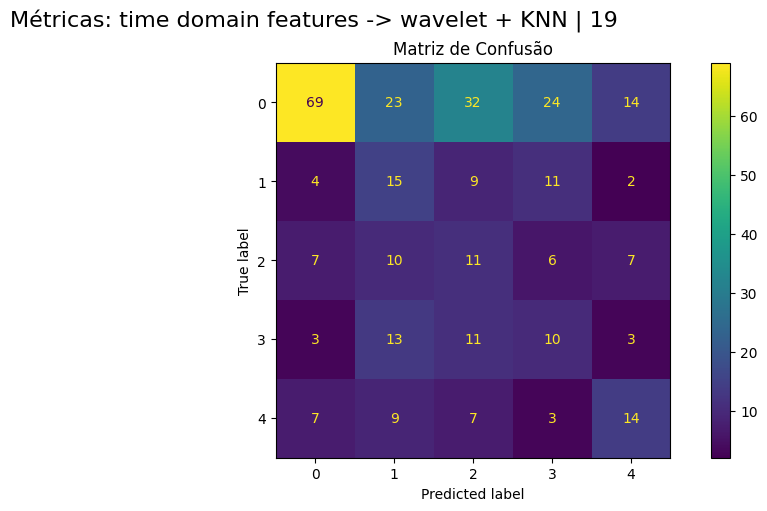 Métricas: time domain features -> wavelet + KNN | 19
Matriz de Confusão
0 69 23 32 24 14
1 4 15 9 11 2
2 7 10 11 6 7
3 3 13 11 10 3
4 7 9 7 3 14
0 1 2 3 4
True label
Predicted label
60
50
40
30
20
10